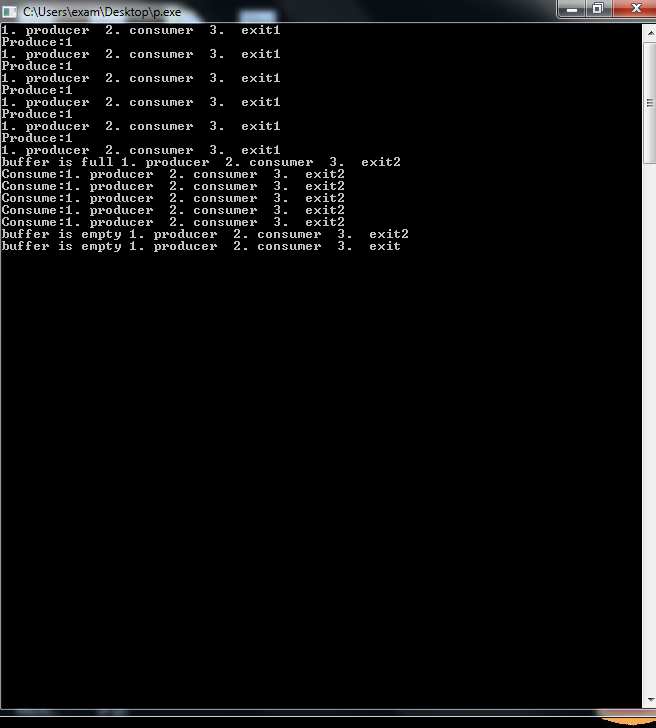 C:\Users\exam\Desktop\p.exe
1. producer  2. consumer  3.  exit1
Produce:1
1. producer  2. consumer  3.  exit1
Produce:1
1. producer  2. consumer  3.  exit1
Produce:1
1. producer  2. consumer  3.  exit1
Produce:1
1. producer  2. consumer  3.  exit1
Produce:1
1. producer  2. consumer  3.  exit1
buffer is full 1. producer  2. consumer  3.  exit2
Consume:1. producer  2. consumer  3.  exit2
Consume:1. producer  2. consumer  3.  exit2
Consume:1. producer  2. consumer  3.  exit2
Consume:1. producer  2. consumer  3.  exit2
Consume:1. producer  2. consumer  3.  exit2
buffer is empty 1. producer  2. consumer  3.  exit2
buffer is empty 1. producer  2. consumer  3.  exit